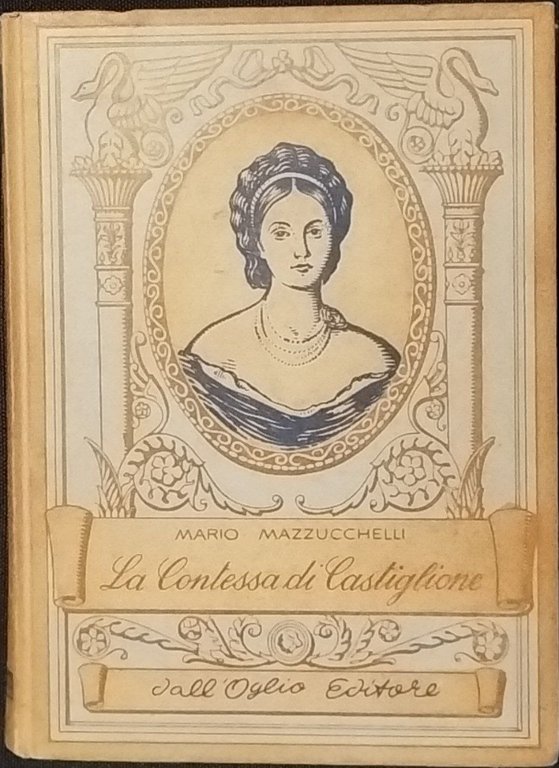 MARIO MAZZUCCHELLI
La Contessa di Castiglione
dall'Oglio Editore